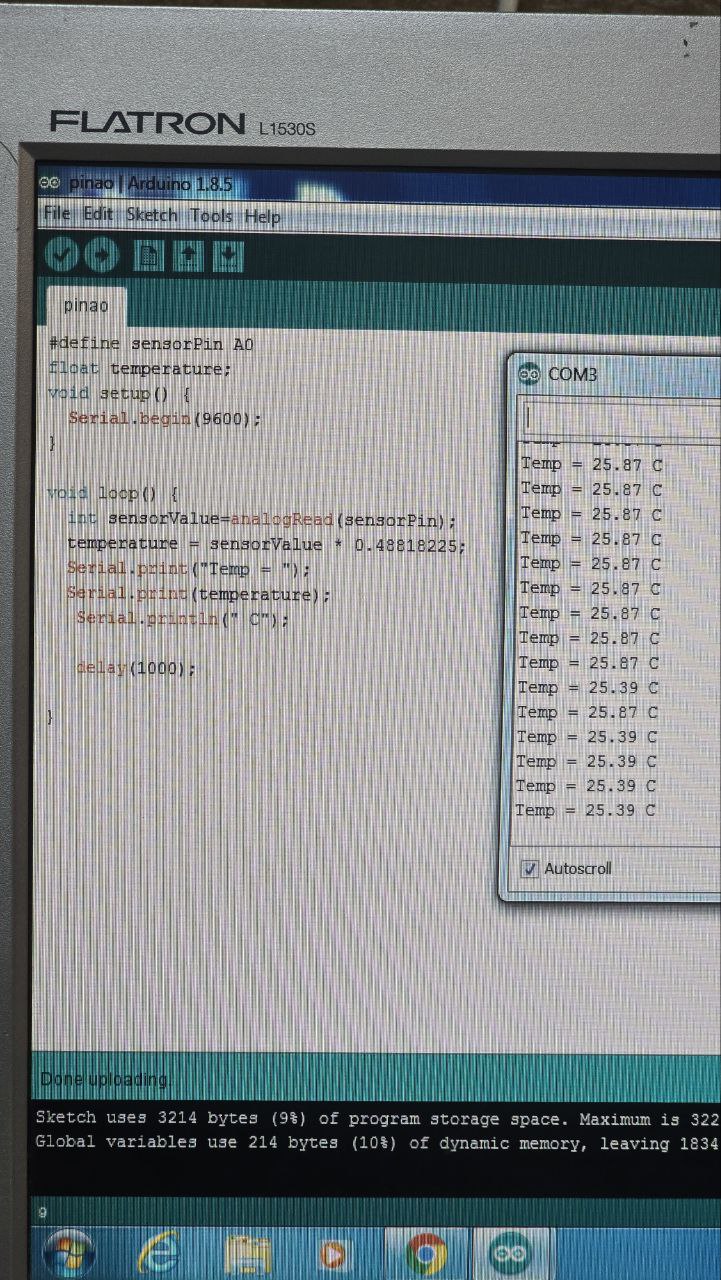 FLATRON L1530S
pinao | Arduino 1.8.5
File Edit Sketch Tools Help
pinao
#define sensorPin A0
float temperature;
void setup() {
Serial.begin(9600);
}
void loop() {
int sensorValue=analogRead(sensorPin);
temperature = sensorValue * 0.48818225;
Serial.print("Temp = ");
Serial.print(temperature);
Serial.println(" C");
delay(1000);
}
COM3
Temp = 25.87 C
Temp = 25.87 C
Temp = 25.87 C
Temp = 25.87 C
Temp = 25.87 C
Temp = 25.87 C
Temp = 25.87 C
Temp = 25.87 C
Temp = 25.87 C
Temp = 25.39 C
Temp = 25.87 C
Temp = 25.39 C
Temp = 25.39 C
Temp = 25.39 C
Temp = 25.39 C
Autoscroll
Done uploading.
Sketch uses 3214 bytes (9%) of program storage space. Maximum is 322
Global variables use 214 bytes (10%) of dynamic memory, leaving 1834
9